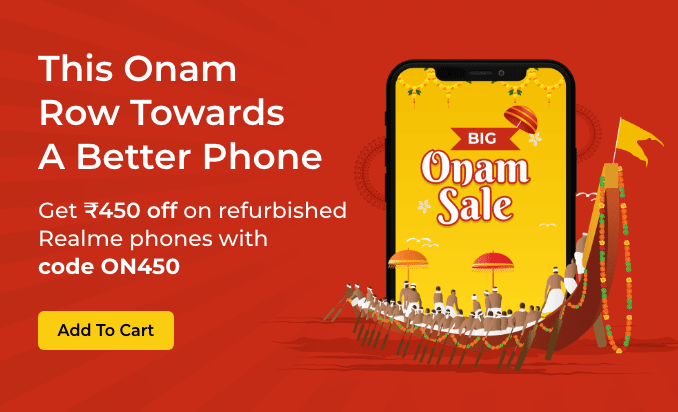 This Onam
Row Towards
A Better Phone
Get ₹450 off on refurbished
Realme phones with
code ON450
Add To Cart
BIG
Onam
Sale